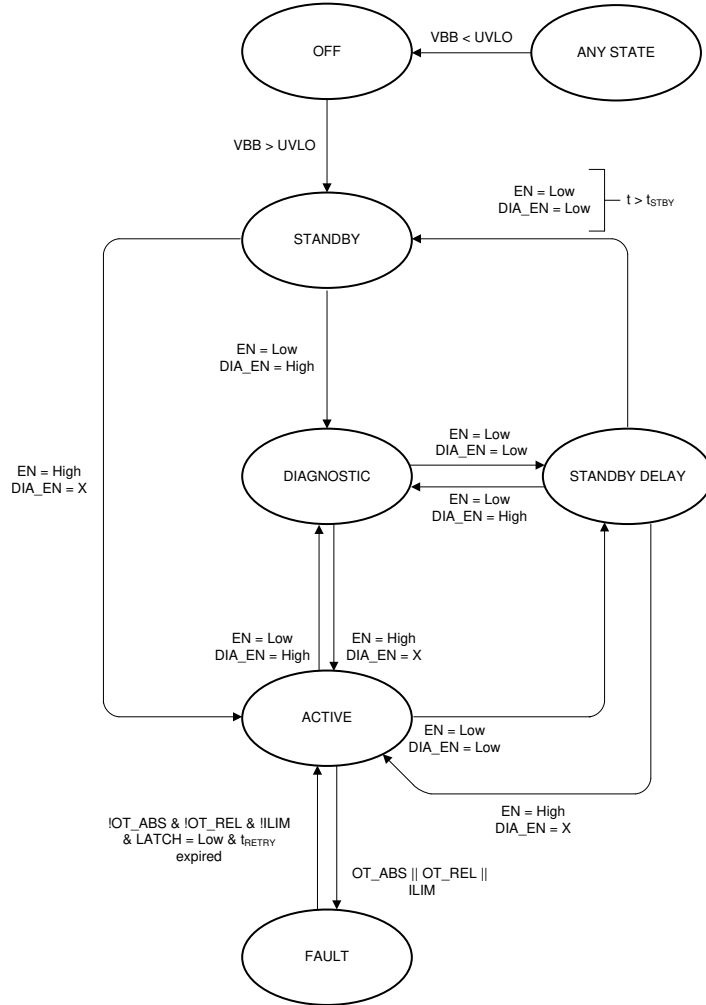 OFF
VBB < UVLO
ANY STATE
VBB > UVLO
EN = Low
DIA_EN = Low
t > tSTBY
STANDBY
EN = Low
DIA_EN = High
EN = High
DIA_EN = X
DIAGNOSTIC
EN = Low
DIA_EN = Low
EN = Low
DIA_EN = High
STANDBY DELAY
EN = Low
DIA_EN = High
EN = High
DIA_EN = X
ACTIVE
EN = Low
DIA_EN = Low
EN = High
DIA_EN = X
!OT_ABS & !OT_REL & !ILIM
& LATCH = Low & tRETRY
expired
OT_ABS || OT_REL ||
ILIM
FAULT